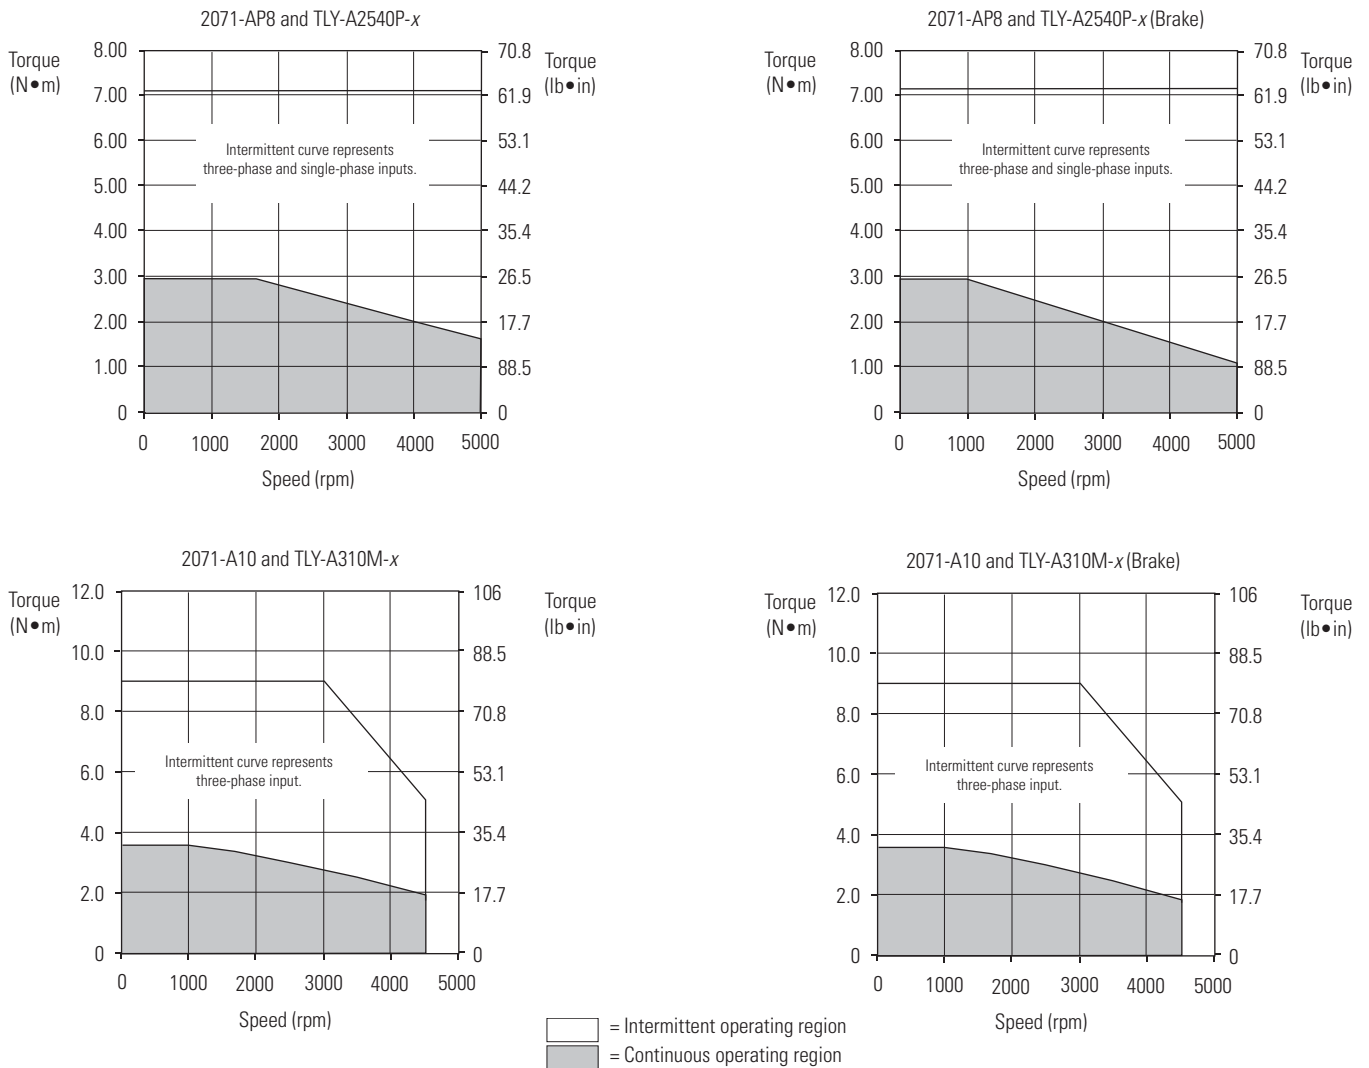 2071-AP8 and TLY-A2540P-x
Torque
(N•m)
8.00
7.00
6.00
5.00
4.00
3.00
2.00
1.00
0
Intermittent curve represents
three-phase and single-phase inputs.
70.8
61.9
53.1
44.2
35.4
26.5
17.7
88.5
0
Torque
(lb•in)
0 1000 2000 3000 4000 5000
Speed (rpm)
2071-AP8 and TLY-A2540P-x (Brake)
Torque
(N•m)
8.00
7.00
6.00
5.00
4.00
3.00
2.00
1.00
0
Intermittent curve represents
three-phase and single-phase inputs.
70.8
61.9
53.1
44.2
35.4
26.5
17.7
88.5
0
Torque
(lb•in)
0 1000 2000 3000 4000 5000
Speed (rpm)
2071-A10 and TLY-A310M-x
Torque
(N•m)
12.0
10.0
8.0
6.0
4.0
2.0
0
Intermittent curve represents
three-phase input.
106
88.5
70.8
53.1
35.4
17.7
0
Torque
(lb•in)
0 1000 2000 3000 4000 5000
Speed (rpm)
2071-A10 and TLY-A310M-x (Brake)
Torque
(N•m)
12.0
10.0
8.0
6.0
4.0
2.0
0
Intermittent curve represents
three-phase input.
106
88.5
70.8
53.1
35.4
17.7
0
Torque
(lb•in)
0 1000 2000 3000 4000 5000
Speed (rpm)
= Intermittent operating region
= Continuous operating region